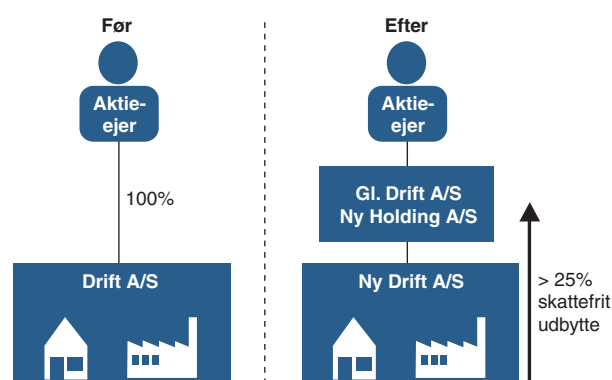 Før
Aktie-
ejer
100%
Drift A/S
Efter
Aktie-
ejer
Gl. Drift A/S
Ny Holding A/S
Ny Drift A/S
> 25%
skattefrit
udbytte